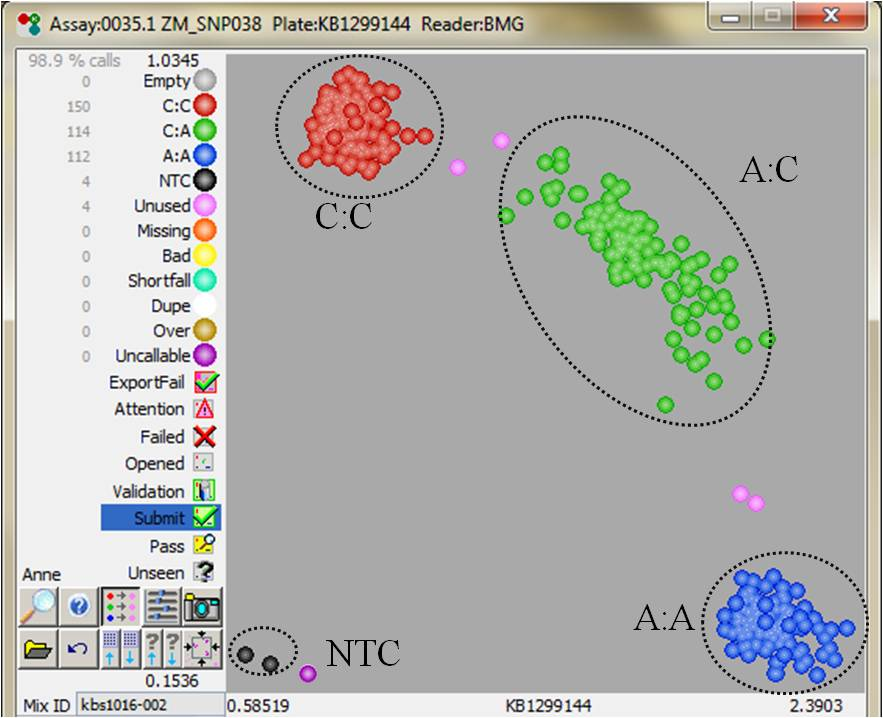 Assay:0035.1 ZM_SNP038 Plate:KB1299144 Reader:BMG
98.9 % calls 1.0345
0 Empty
150 C:C
114 C:A
112 A:A
4 NTC
4 Unused
0 Missing
0 Bad
0 Shortfall
0 Dupe
0 Over
0 Uncallable
ExportFail
Attention
Failed
Opened
Validation
Submit
Pass
Anne Unseen
0.1536
Mix ID kbs1016-002
C:C
A:C
A:A
NTC
0.58519 KB1299144 2.3903